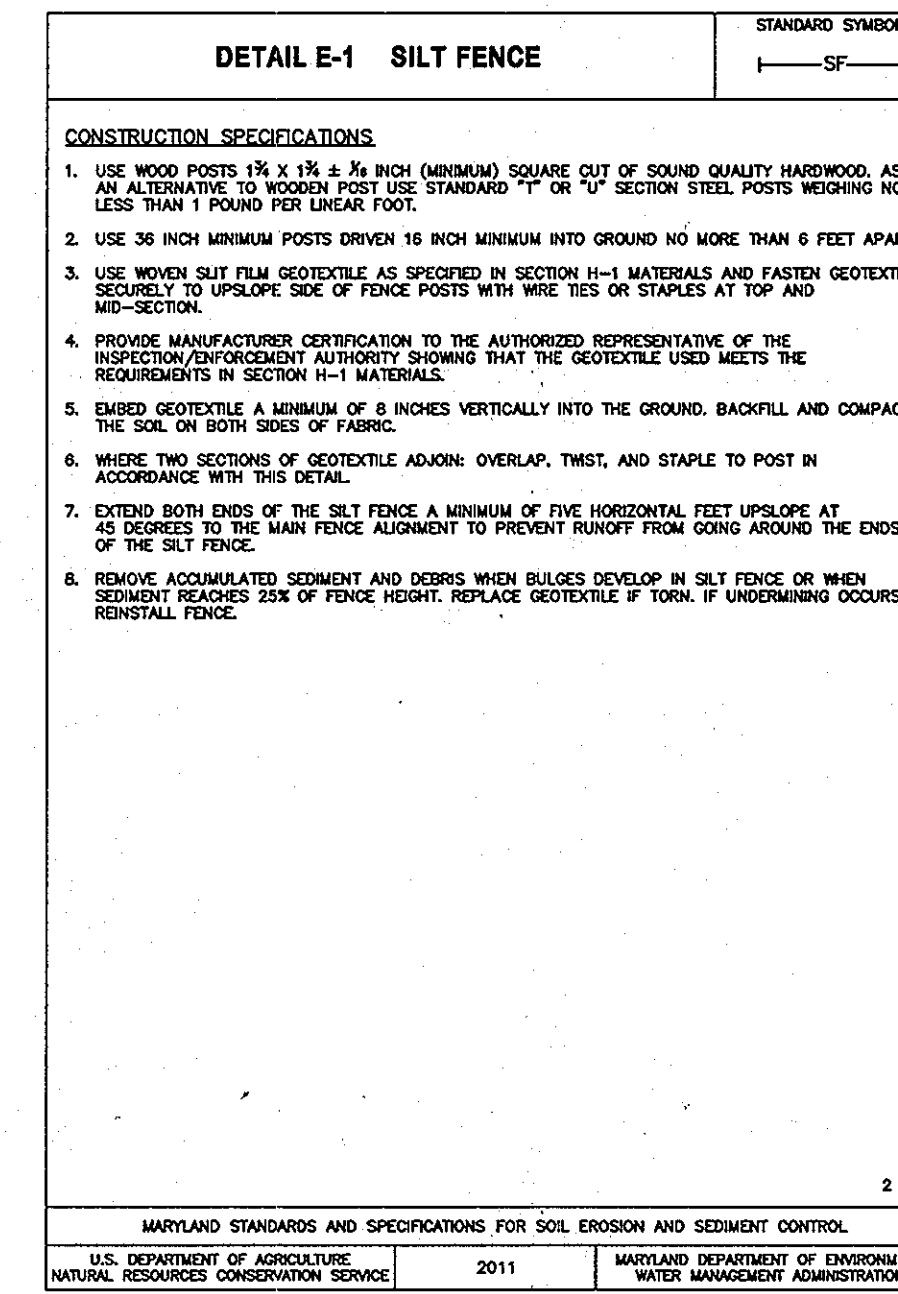 DETAIL E-1 SILT FENCE
STANDARD SYMBOL
SF
CONSTRUCTION SPECIFICATIONS
1. USE WOOD POSTS 1¾ X 1¾ ± 1⁄16 INCH (MINIMUM) SQUARE CUT OF SOUND QUALITY HARDWOOD. AS
AN ALTERNATIVE TO WOODEN POST USE STANDARD "T" OR "U" SECTION STEEL POSTS WEIGHING NO
LESS THAN 1 POUND PER LINEAR FOOT.
2. USE 36 INCH MINIMUM POSTS DRIVEN 16 INCH MINIMUM INTO GROUND NO MORE THAN 6 FEET APA
3. USE WOVEN SLIT FILM GEOTEXTILE AS SPECIFIED IN SECTION H-1 MATERIALS AND FASTEN GEOTEXTI
SECURELY TO UPSLOPE SIDE OF FENCE POSTS WITH WIRE TIES OR STAPLES AT TOP AND
MID-SECTION.
4. PROVIDE MANUFACTURER CERTIFICATION TO THE AUTHORIZED REPRESENTATIVE OF THE
INSPECTION/ENFORCEMENT AUTHORITY SHOWING THAT THE GEOTEXTILE USED MEETS THE
REQUIREMENTS IN SECTION H-1 MATERIALS.
5. EMBED GEOTEXTILE A MINIMUM OF 8 INCHES VERTICALLY INTO THE GROUND. BACKFILL AND COMPAC
THE SOIL ON BOTH SIDES OF FABRIC.
6. WHERE TWO SECTIONS OF GEOTEXTILE ADJOIN: OVERLAP, TWIST, AND STAPLE TO POST IN
ACCORDANCE WITH THIS DETAIL.
7. EXTEND BOTH ENDS OF THE SILT FENCE A MINIMUM OF FIVE HORIZONTAL FEET UPSLOPE AT
45 DEGREES TO THE MAIN FENCE ALIGNMENT TO PREVENT RUNOFF FROM GOING AROUND THE ENDS
OF THE SILT FENCE.
8. REMOVE ACCUMULATED SEDIMENT AND DEBRIS WHEN BULGES DEVELOP IN SILT FENCE OR WHEN
SEDIMENT REACHES 25% OF FENCE HEIGHT. REPLACE GEOTEXTILE IF TORN. IF UNDERMINING OCCURS
REINSTALL FENCE.
2
MARYLAND STANDARDS AND SPECIFICATIONS FOR SOIL EROSION AND SEDIMENT CONTROL
U.S. DEPARTMENT OF AGRICULTURE
NATURAL RESOURCES CONSERVATION SERVICE
2011
MARYLAND DEPARTMENT OF ENVIRONM
WATER MANAGEMENT ADMINISTRATION